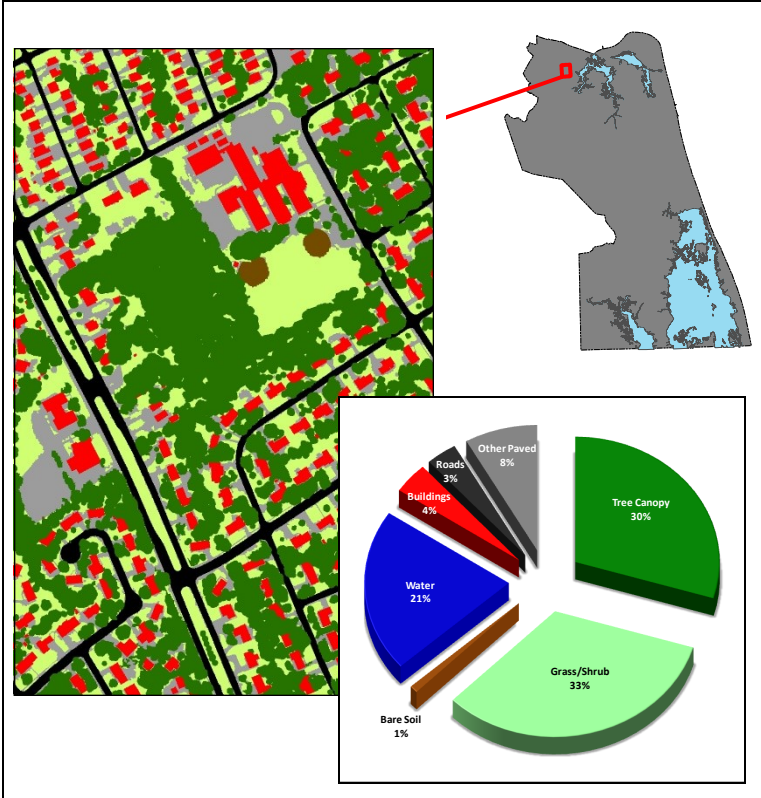 Other Paved
8%
Roads
3%
Buildings
4%
Tree Canopy
30%
Water
21%
Grass/Shrub
33%
Bare Soil
1%